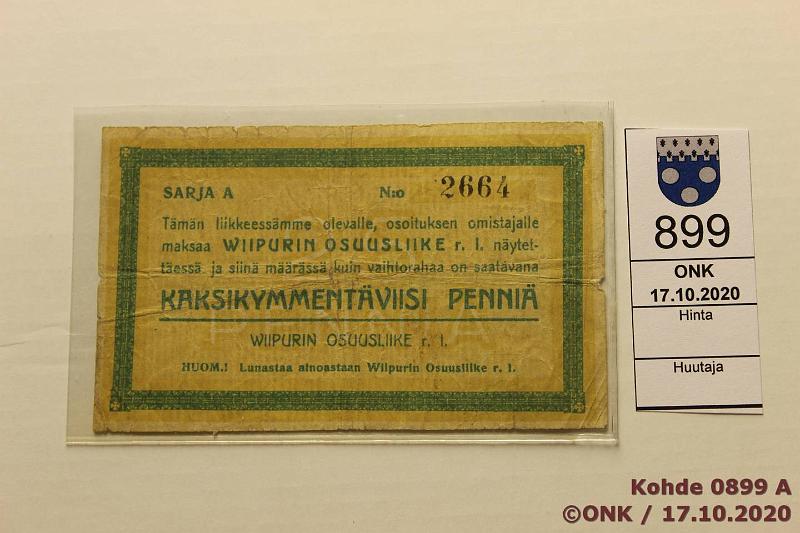 SARJA A N:o 2664
Tämän liikkeessämme olevalle, osoituksen omistajalle
maksaa WIIPURIN OSUUSLIIKE r. l. näytet-
täessä ja siinä määrässä kuin vaihtorahaa on saatavana
KAKSIKYMMENTÄVIISI PENNIÄ
WIIPURIN OSUUSLIIKE r. l.
HUOM.! Lunastaa ainoastaan Wiipurin Osuusliike r. l.
899
ONK
17.10.2020
Hinta
Huutaja
Kohde 0899 A
©ONK / 17.10.2020